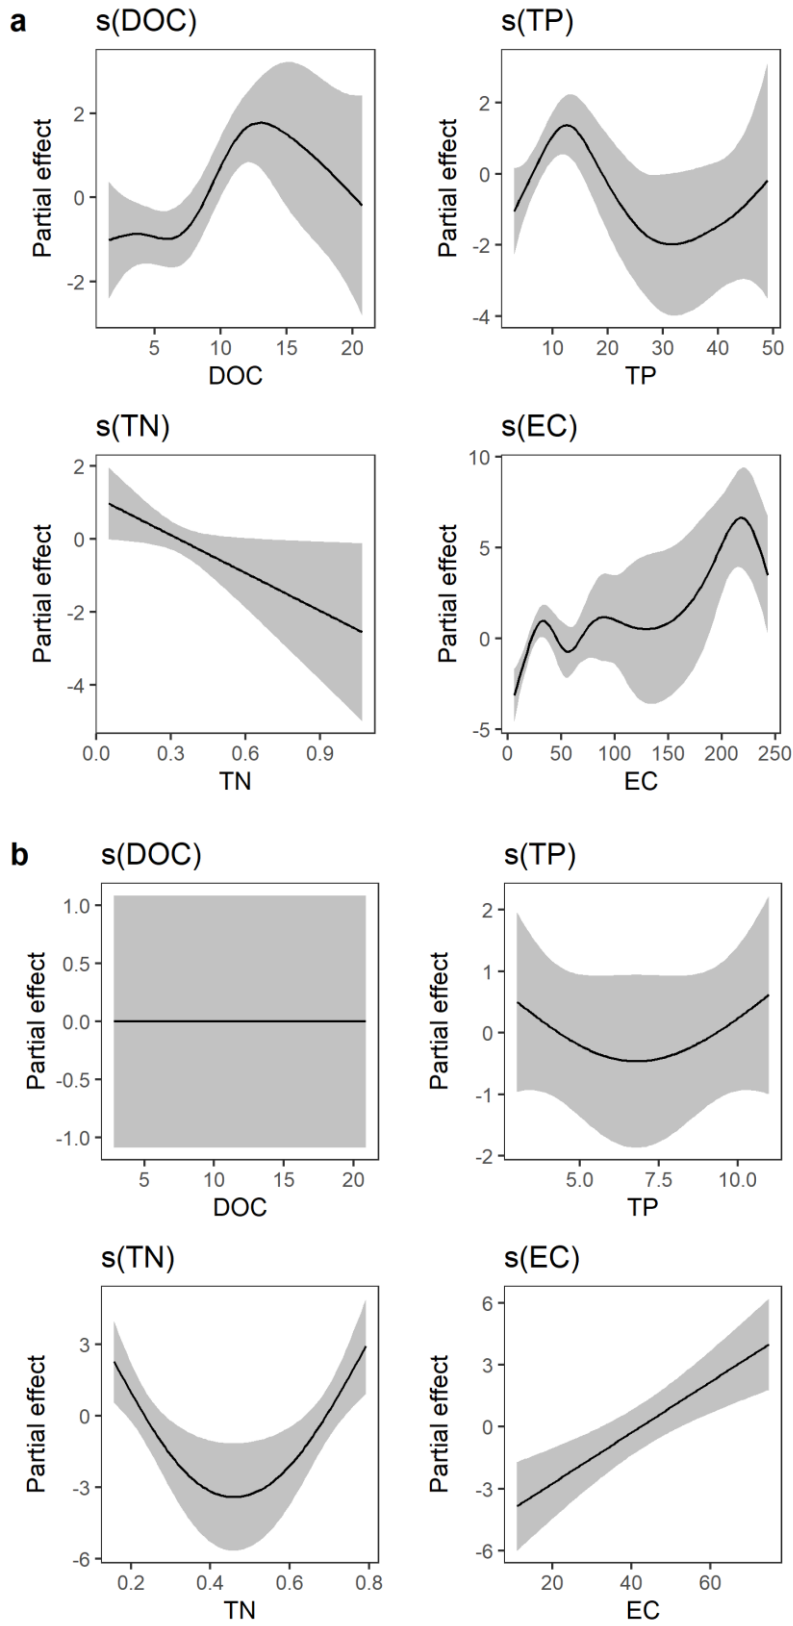 a
s(DOC) s(TP)
Partial effect Partial effect
2
0
-2
2
0
-2
-4
5 10 15 20 10 20 30 40 50
DOC TP
s(TN) s(EC)
Partial effect Partial effect
2
0
-2
-4
10
5
0
-5
0.0 0.3 0.6 0.9 0 50 100 150 200 250
TN EC
b
s(DOC) s(TP)
Partial effect Partial effect
1.0
0.5
0.0
-0.5
-1.0
2
1
0
-1
-2
5 10 15 20 5.0 7.5 10.0
DOC TP
s(TN) s(EC)
Partial effect Partial effect
3
0
-3
-6
6
3
0
-3
-6
0.2 0.4 0.6 0.8 20 40 60
TN EC